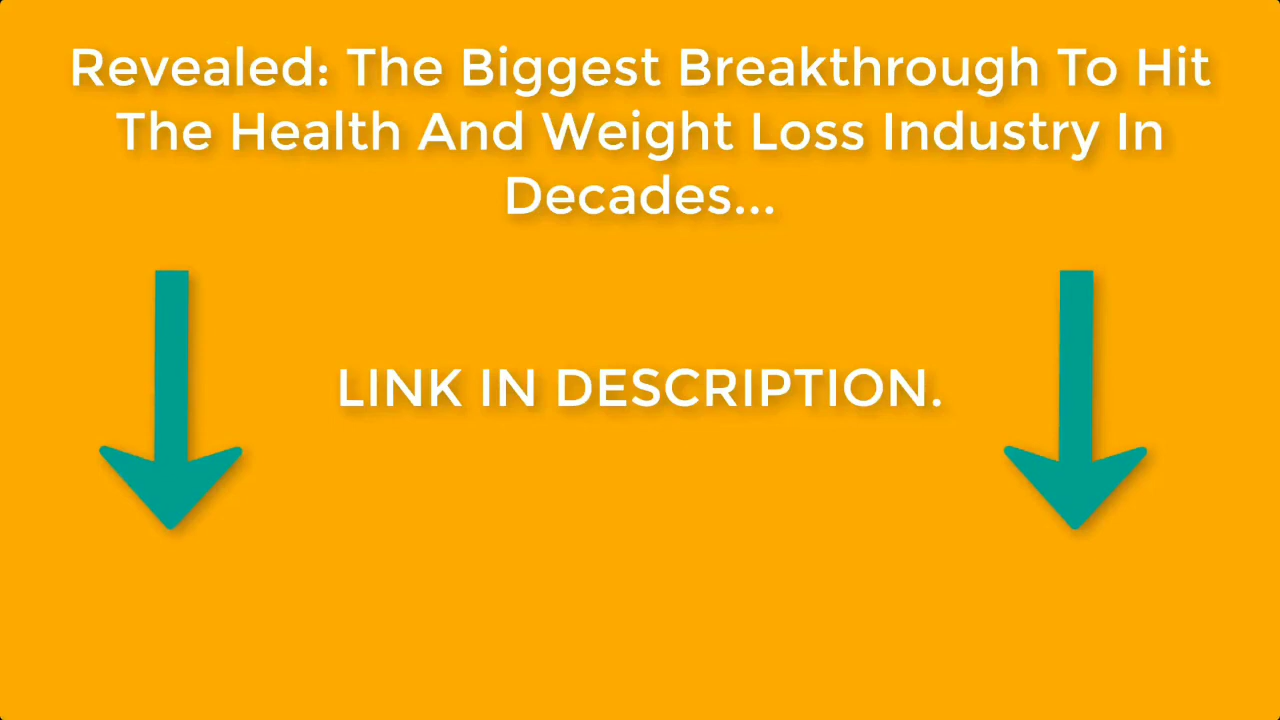 Revealed: The Biggest Breakthrough To Hit
The Health And Weight Loss Industry In
Decades...
LINK IN DESCRIPTION.